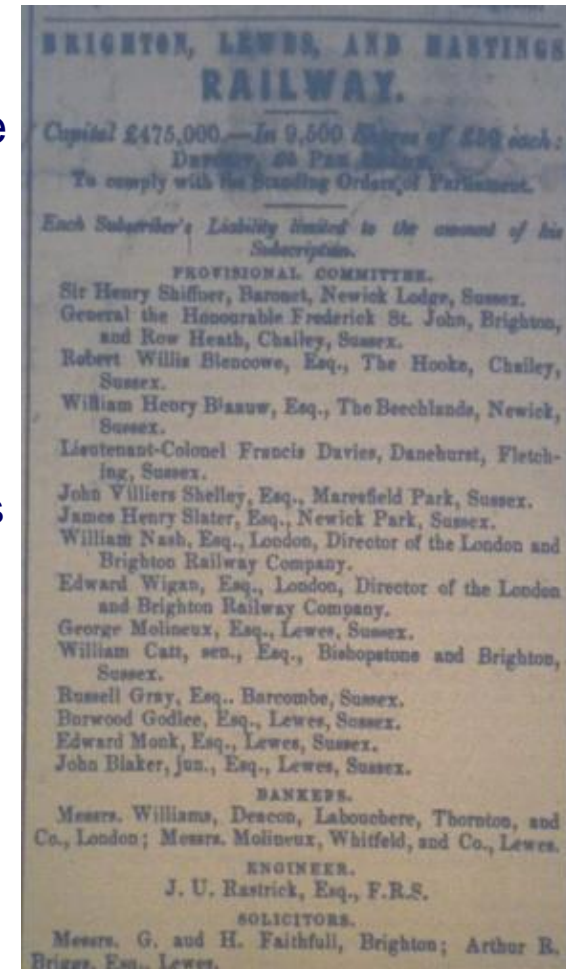 BRIGHTON, LEWES, AND HASTINGS
RAILWAY.
Capital £475,000.—In 9,500 Shares of £50 each:
Deposit, Per
To comply with the Standing Orders of Parliament.
Each Subscriber's Liability limited to the amount of his
Subscription.
PROVISIONAL COMMITTEE.
Sir Henry Shiffner, Baronet, Newick Lodge, Sussex.
General the Honourable Frederick St. John, Brighton,
and Row Heath, Chailey, Sussex.
Robert Willis Blencowe, Esq., The Hooke, Chailey,
Sussex.
William Henry Blaauw, Esq., The Beechlands, Newick,
Sussex.
Lieutenant-Colonel Francis Davies, Danehurst, Fletch-
ing, Sussex.
John Villiers Shelley, Esq., Maresfield Park, Sussex.
James Henry Slater, Esq., Newick Park, Sussex.
William Nash, Esq., London, Director of the London and
Brighton Railway Company.
Edward Wigan, Esq., London, Director of the London
and Brighton Railway Company.
George Molineux, Esq., Lewes, Sussex.
William Catt, sen., Esq., Bishopstone and Brighton,
Sussex.
Russell Gray, Esq.. Barcombe, Sussex.
Burwood Godlee, Esq., Lewes, Sussex.
Edward Monk, Esq., Lewes, Sussex.
John Blaker, jun., Esq., Lewes, Sussex.
BANKERS.
Messrs. Williams, Deacon, Labouchere, Thornton, and
Co., London; Messrs. Molineux, Whitfeld, and Co., Lewes.
ENGINEER.
J. U. Rastrick, Esq., F.R.S.
SOLICITORS.
Messrs. G. and H. Faithfull, Brighton; Arthur R.
Briggs, Esq., Lewes.